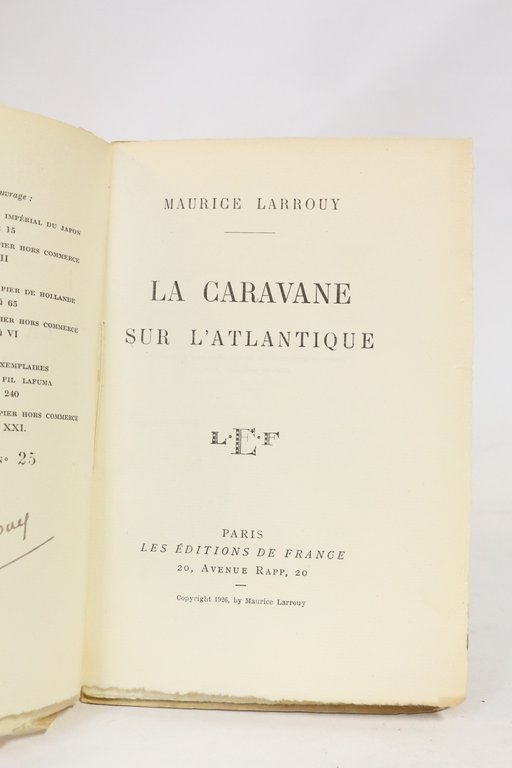 uvrage :
IMPÉRIAL DU JAPON
15
PIER HORS COMMERCE
II
PIER DE HOLLANDE
à 65
PIER HORS COMMERCE
à VI
EXEMPLAIRES
FIL LAFUMA
240
PIER HORS COMMERCE
XXI.
N° 25
MAURICE LARROUY
LA CARAVANE
SUR L'ATLANTIQUE
L·E·F
PARIS
LES ÉDITIONS DE FRANCE
20, AVENUE RAPP, 20
Copyright 1926, by Maurice Larrouy